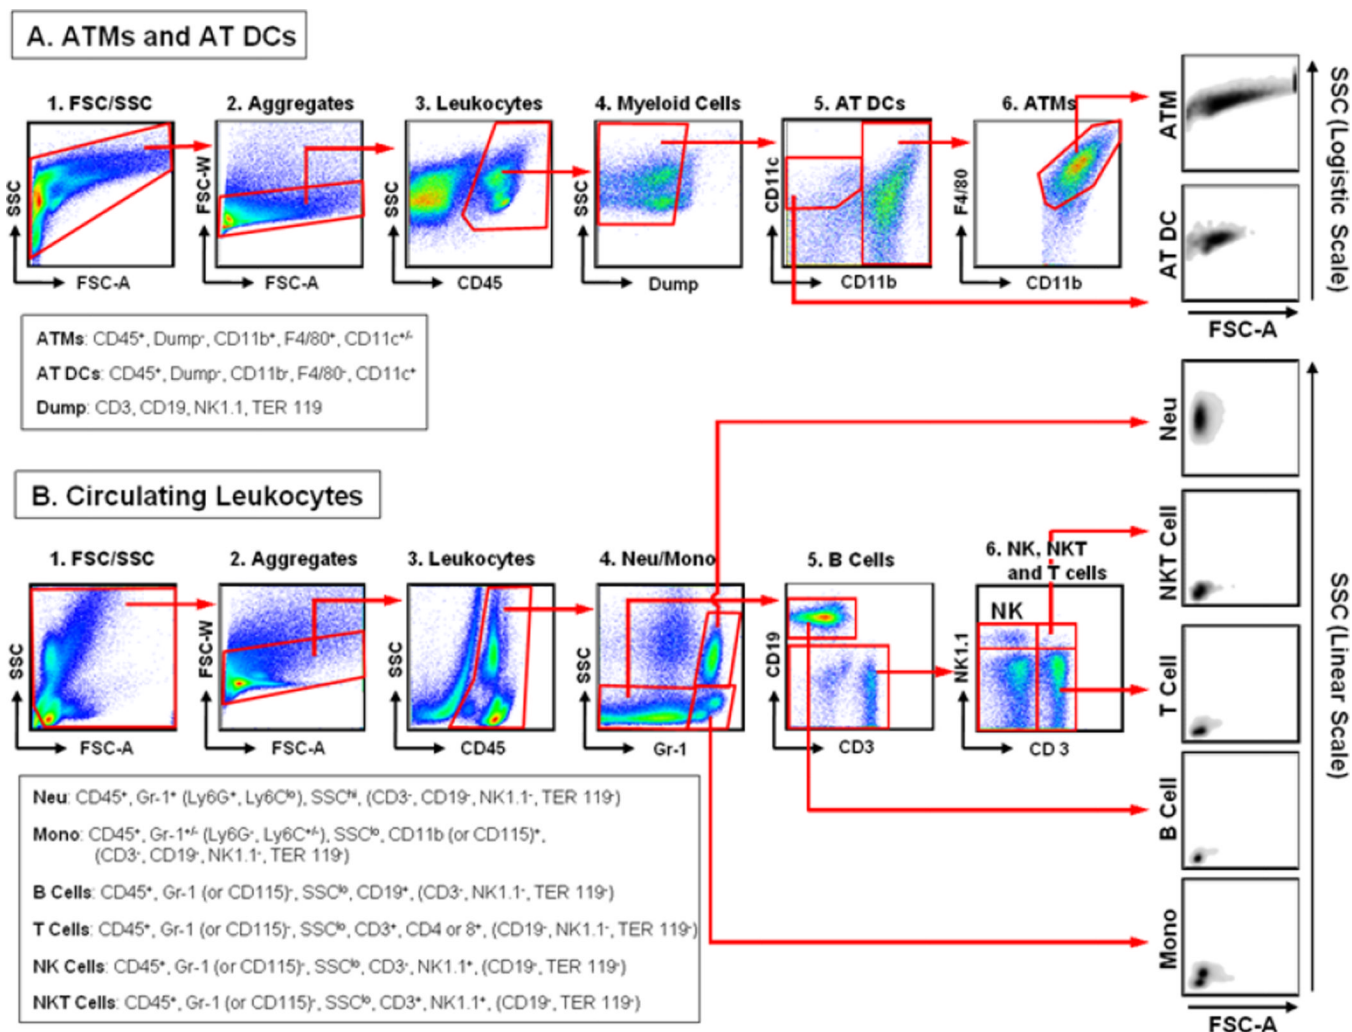 A. ATMs and AT DCs
1. FSC/SSC
2. Aggregates
3. Leukocytes
4. Myeloid Cells
5. AT DCs
6. ATMs
SSC
FSC-A
FSC-W
FSC-A
SSC
CD45
SSC
Dump
CD11c
CD11b
F4/80
CD11b
ATM
AT DC
FSC-A
SSC (Logistic Scale)
ATMs: CD45⁺, Dump⁻, CD11b⁺, F4/80⁺, CD11c⁺/⁻
AT DCs: CD45⁺, Dump⁻, CD11b⁻, F4/80⁻, CD11c⁺
Dump: CD3, CD19, NK1.1, TER 119
B. Circulating Leukocytes
1. FSC/SSC
2. Aggregates
3. Leukocytes
4. Neu/Mono
5. B Cells
6. NK, NKT
and T cells
SSC
FSC-A
FSC-W
FSC-A
SSC
CD45
SSC
Gr-1
CD19
CD3
NK1.1
NK
CD 3
Neu
NKT Cell
T Cell
B Cell
Mono
FSC-A
SSC (Linear Scale)
Neu: CD45⁺, Gr-1⁺ (Ly6G⁺, Ly6Cˡᵒ), SSCʰⁱ, (CD3⁻, CD19⁻, NK1.1⁻, TER 119⁻)
Mono: CD45⁺, Gr-1⁺/⁻ (Ly6G⁻, Ly6C⁺/⁻), SSCˡᵒ, CD11b (or CD115)⁺,
(CD3⁻, CD19⁻, NK1.1⁻, TER 119⁻)
B Cells: CD45⁺, Gr-1 (or CD115)⁻, SSCˡᵒ, CD19⁺, (CD3⁻, NK1.1⁻, TER 119⁻)
T Cells: CD45⁺, Gr-1 (or CD115)⁻, SSCˡᵒ, CD3⁺, CD4 or 8⁺, (CD19⁻, NK1.1⁻, TER 119⁻)
NK Cells: CD45⁺, Gr-1 (or CD115)⁻, SSCˡᵒ, CD3⁻, NK1.1⁺, (CD19⁻, TER 119⁻)
NKT Cells: CD45⁺, Gr-1 (or CD115)⁻, SSCˡᵒ, CD3⁺, NK1.1⁺, (CD19⁻, TER 119⁻)